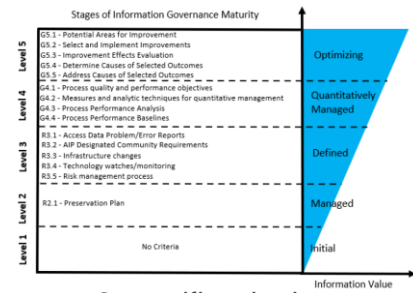 Stages of Information Governance Maturity
Level 5
G5.1 - Potential Areas for Improvement
G5.2 - Select and Implement Improvements
G5.3 - Improvement Effects Evaluation
G5.4 - Determine Causes of Selected Outcomes
G5.5 - Address Causes of Selected Outcomes
Optimizing
Level 4
G4.1 - Process quality and performance objectives
G4.2 - Measures and analytic techniques for quantitative management
G4.3 - Process Performance Analysis
G4.4 - Process Performance Baselines
Quantitatively
Managed
Level 3
R3.1 - Access Data Problem/Error Reports
R3.2 - AIP Designated Community Requirements
R3.3 - Infrastructure changes
R3.4 - Technology watches/monitoring
R3.5 - Risk management process
Defined
Level 2
R2.1 - Preservation Plan
Managed
Level 1
No Criteria
Initial
Information Value